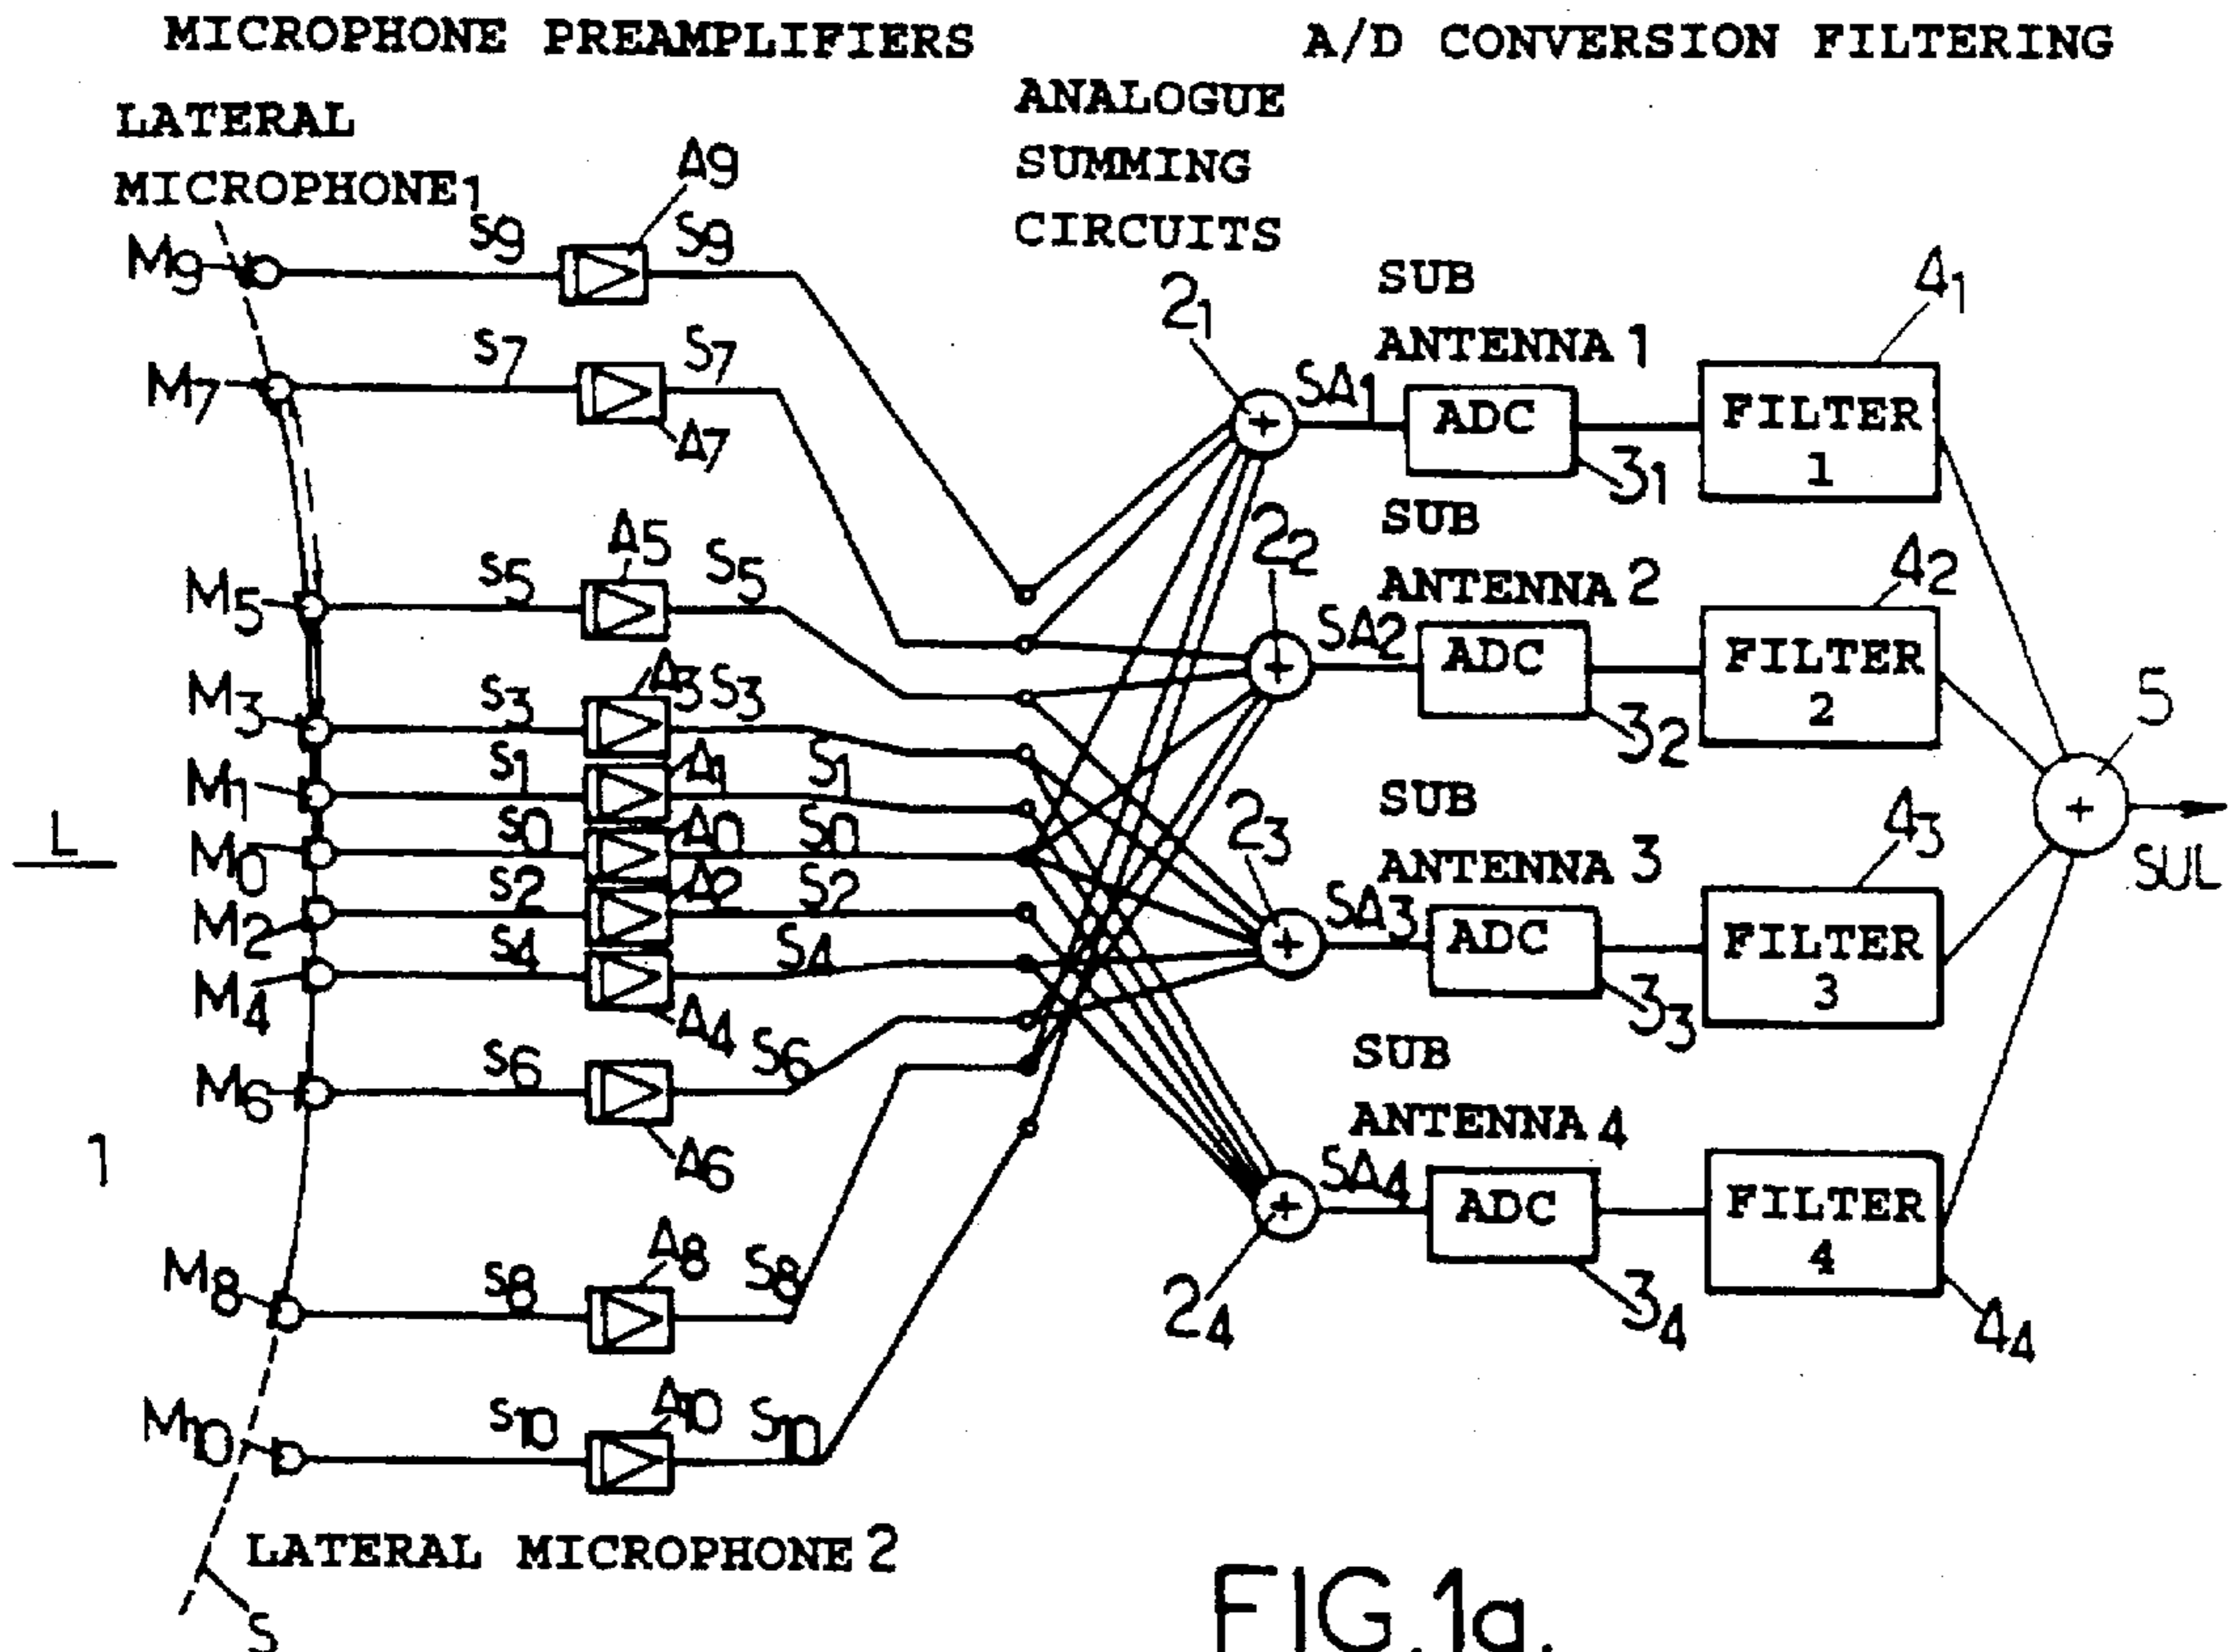 MICROPHONE PREAMPLIFIERS
A/D CONVERSION FILTERING
LATERAL
MICROPHONE 1
ANALOGUE
SUMMING
CIRCUITS
M9
S9
A9
S9
M7
S7
S7
A7
M5
S5
A5
S5
M3
S3
A3
S3
M1
S1
A1
S1
L
M0
S0
A0
S0
M2
S2
A2
S2
M4
S4
S4
A4
M6
S6
S6
A6
1
M8
S8
A8
S8
M10
S10
A10
S10
LATERAL MICROPHONE 2
S
21
SUB
ANTENNA 1
SA1
ADC
31
FILTER
1
41
22
SUB
ANTENNA 2
SA2
ADC
32
FILTER
2
42
23
SUB
ANTENNA 3
SA3
ADC
33
FILTER
3
43
SUB
ANTENNA 4
SA4
ADC
34
FILTER
4
44
24
5
+
+
+
+
+
SUL
FIG.1a.